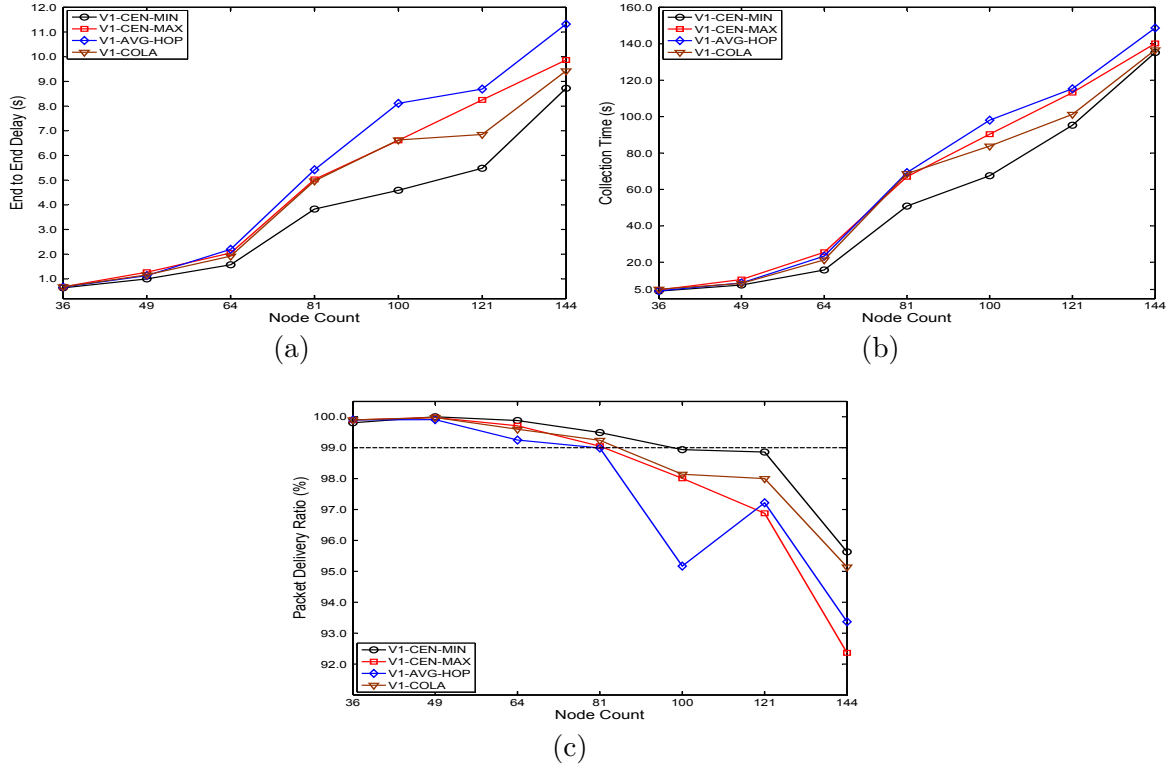 12.0
11.0
10.0
9.0
8.0
7.0
6.0
5.0
4.0
3.0
2.0
1.0
End to End Delay (s)
V1-CEN-MIN
V1-CEN-MAX
V1-AVG-HOP
V1-COLA
36 49 64 81 100 121 144
Node Count
(a)
160.0
140.0
120.0
100.0
80.0
60.0
40.0
20.0
5.0
Collection Time (s)
V1-CEN-MIN
V1-CEN-MAX
V1-AVG-HOP
V1-COLA
36 49 64 81 100 121 144
Node Count
(b)
100.0
99.0
98.0
97.0
96.0
95.0
94.0
93.0
92.0
Packet Delivery Ratio (%)
V1-CEN-MIN
V1-CEN-MAX
V1-AVG-HOP
V1-COLA
36 49 64 81 100 121 144
Node Count
(c)